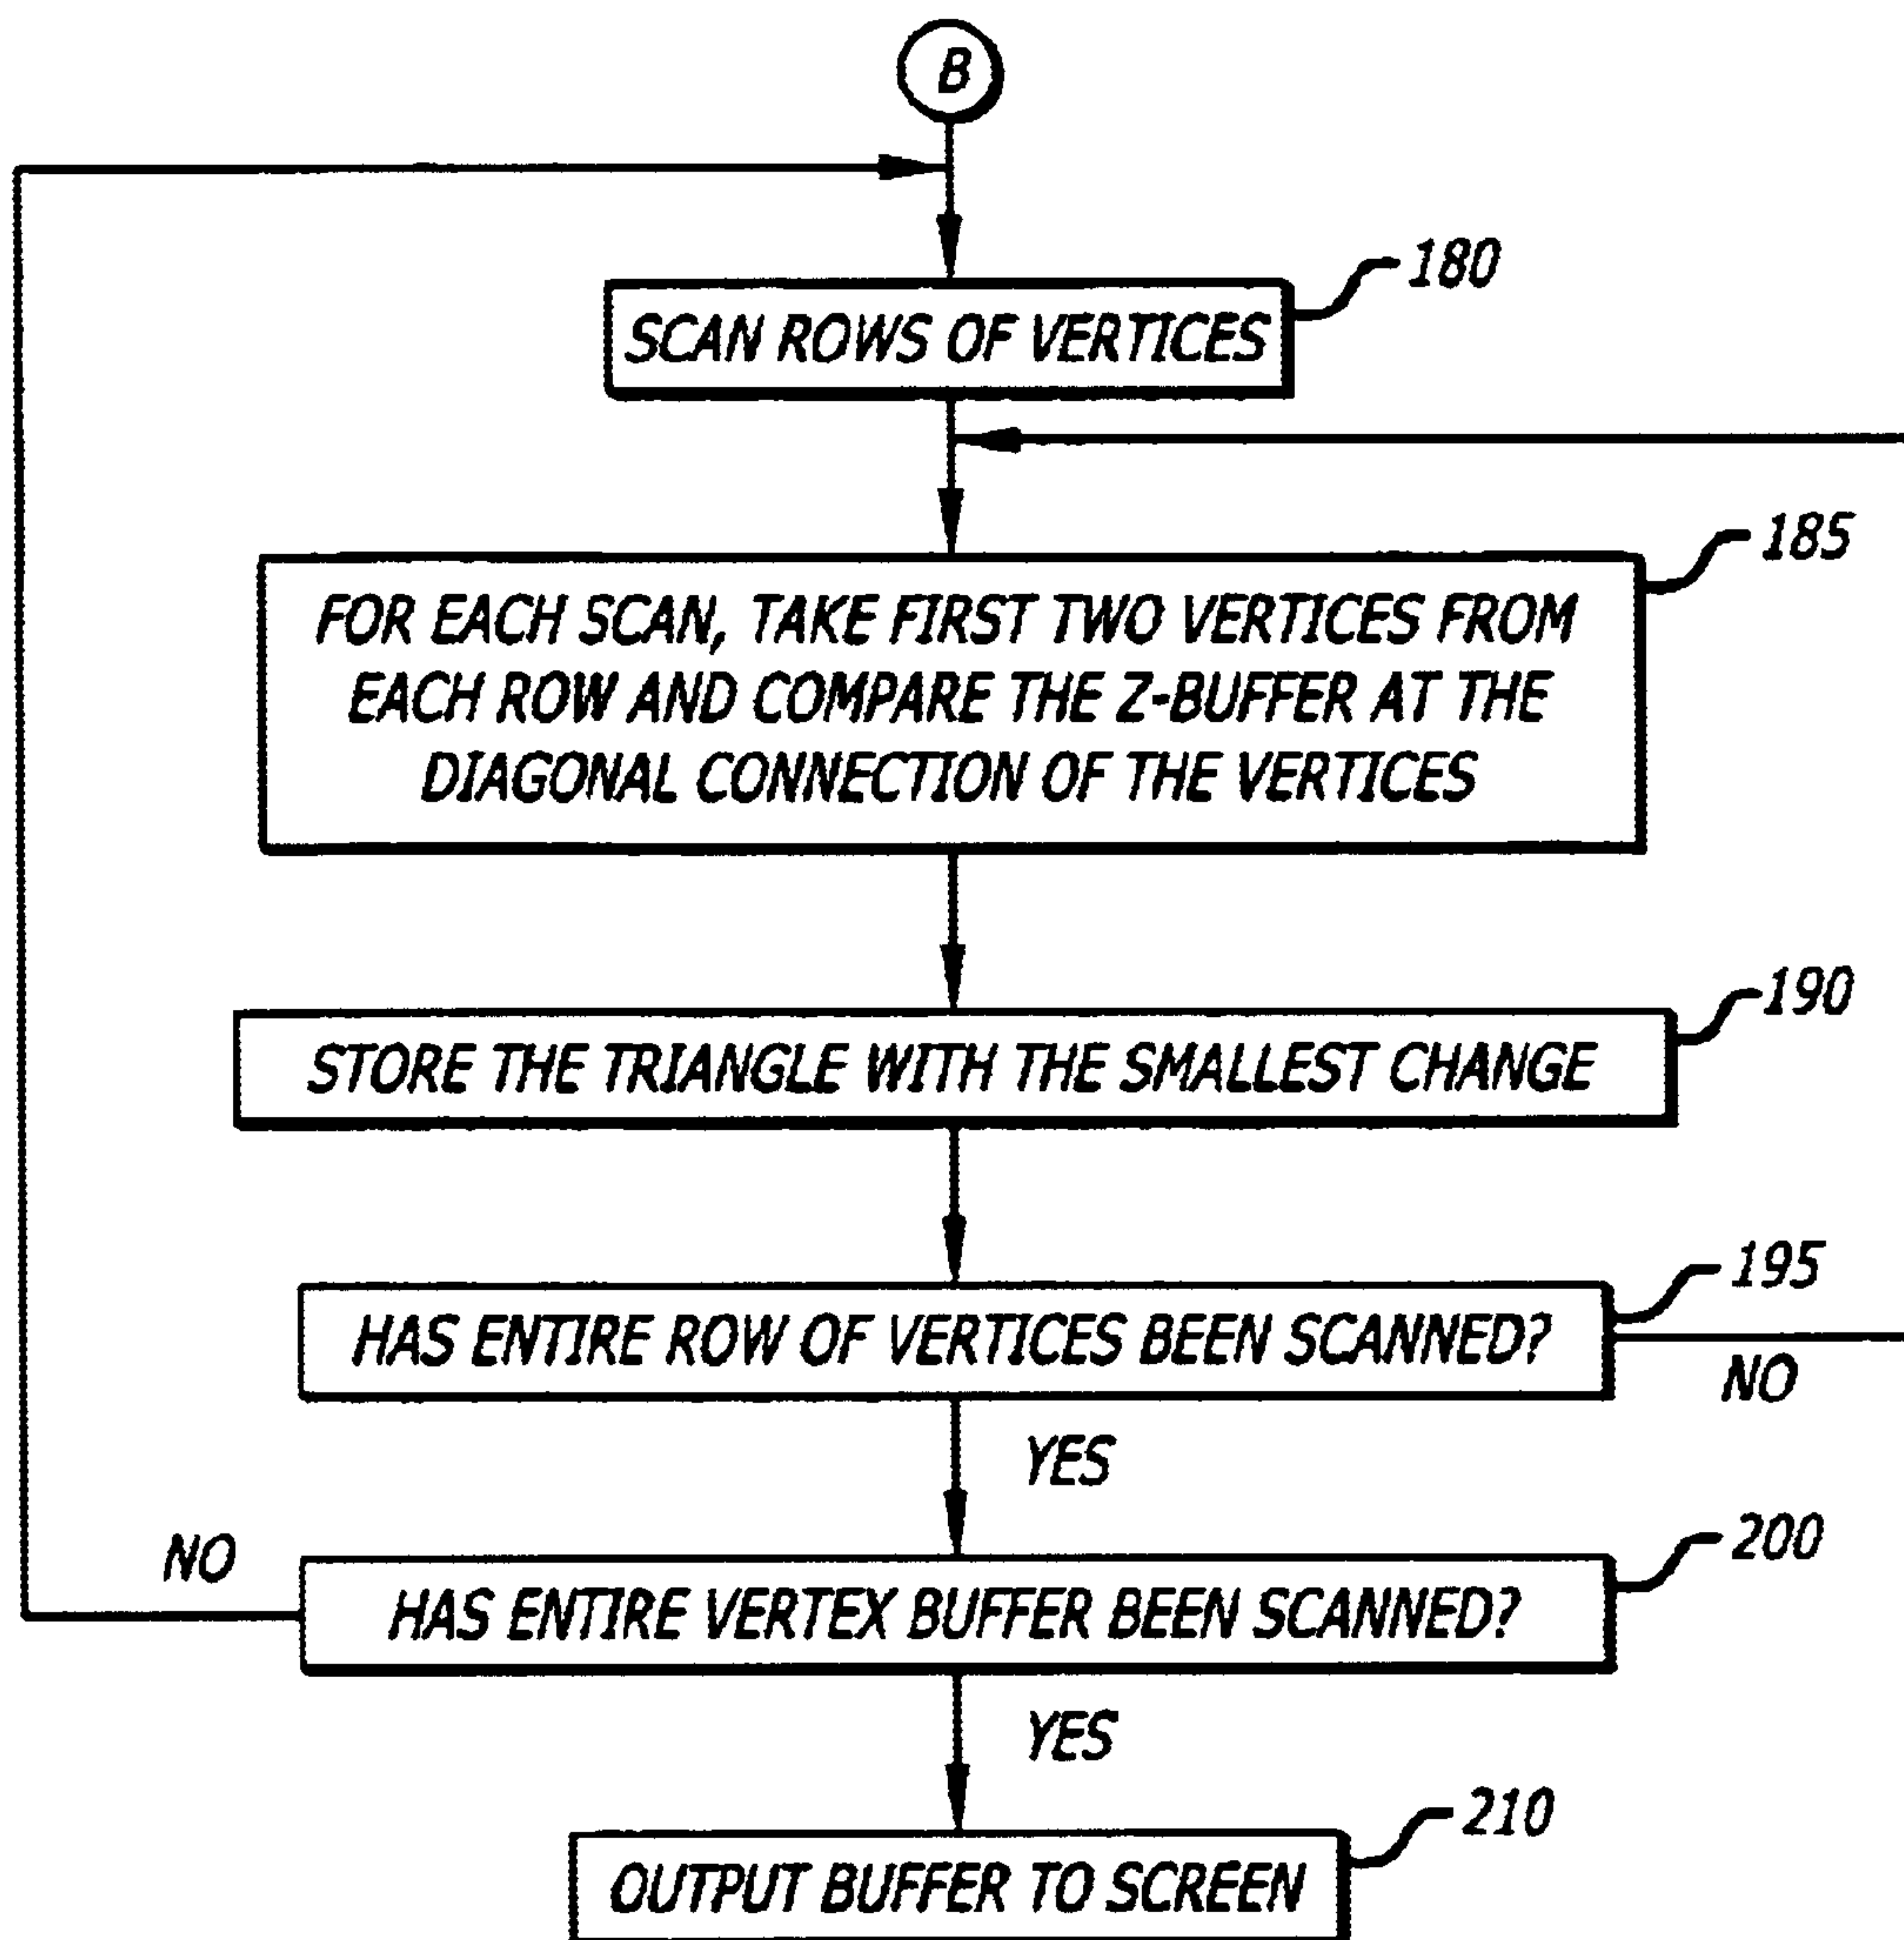 B
180
SCAN ROWS OF VERTICES
185
FOR EACH SCAN, TAKE FIRST TWO VERTICES FROM
EACH ROW AND COMPARE THE Z-BUFFER AT THE
DIAGONAL CONNECTION OF THE VERTICES
190
STORE THE TRIANGLE WITH THE SMALLEST CHANGE
195
HAS ENTIRE ROW OF VERTICES BEEN SCANNED?
NO
YES
200
NO
HAS ENTIRE VERTEX BUFFER BEEN SCANNED?
YES
210
OUTPUT BUFFER TO SCREEN